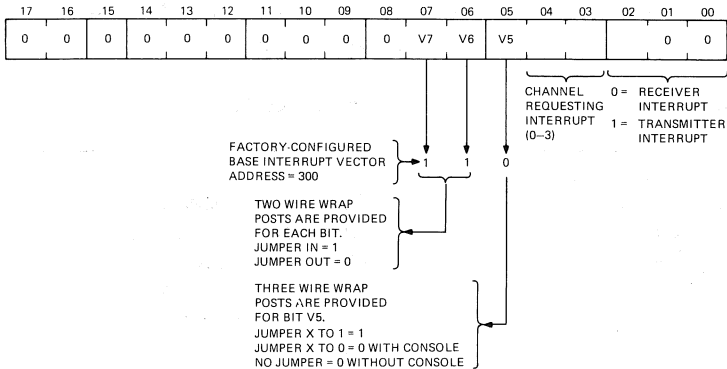 17 16 15 14 13 12 11 10 09 08 07 06 05 04 03 02 01 00
0 0 0 0 0 0 0 0 0 0 V7 V6 V5 0 0
CHANNEL
REQUESTING
INTERRUPT
(0–3)
0 = RECEIVER
INTERRUPT
1 = TRANSMITTER
INTERRUPT
FACTORY-CONFIGURED
BASE INTERRUPT VECTOR
ADDRESS = 300
1 1 0
TWO WIRE WRAP
POSTS ARE PROVIDED
FOR EACH BIT.
JUMPER IN = 1
JUMPER OUT = 0
THREE WIRE WRAP
POSTS ARE PROVIDED
FOR BIT V5.
JUMPER X TO 1 = 1
JUMPER X TO 0 = 0 WITH CONSOLE
NO JUMPER = 0 WITHOUT CONSOLE